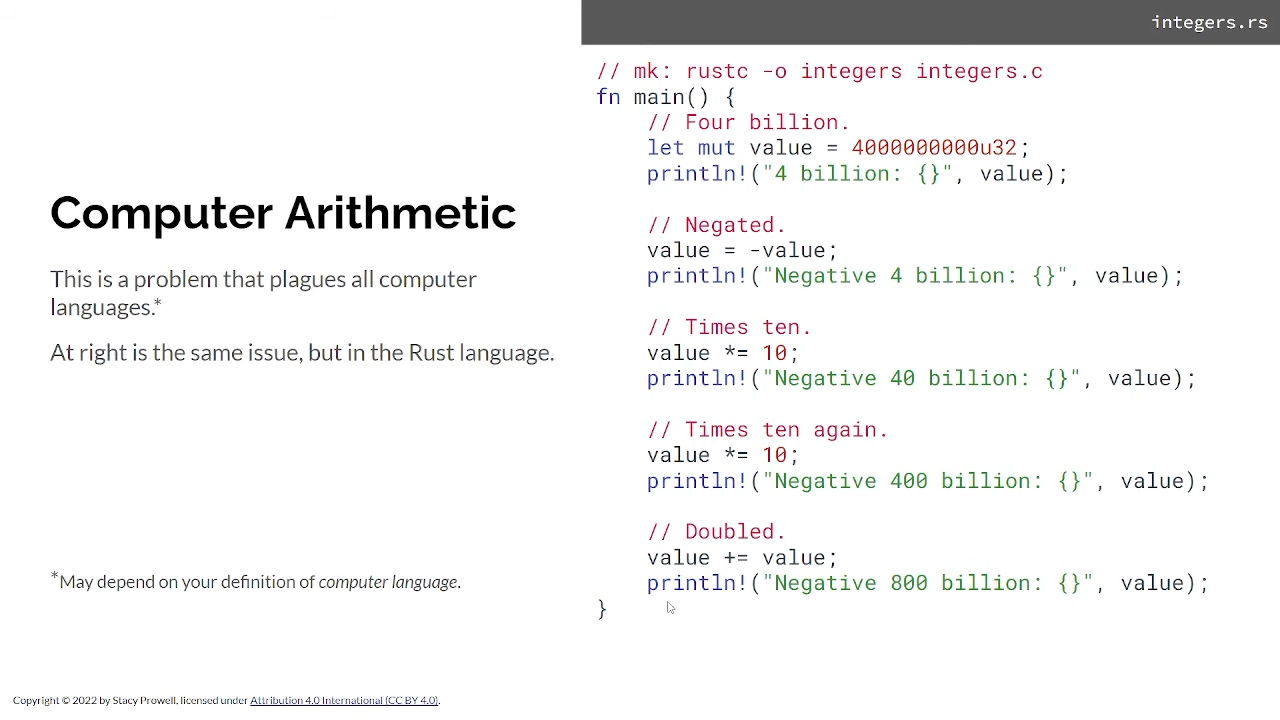 integers.rs
Computer Arithmetic
This is a problem that plagues all computer
languages.*
At right is the same issue, but in the Rust language.
*May depend on your definition of computer language.
// mk: rustc -o integers integers.c
fn main() {
    // Four billion.
    let mut value = 4000000000u32;
    println!("4 billion: {}", value);

    // Negated.
    value = -value;
    println!("Negative 4 billion: {}", value);

    // Times ten.
    value *= 10;
    println!("Negative 40 billion: {}", value);

    // Times ten again.
    value *= 10;
    println!("Negative 400 billion: {}", value);

    // Doubled.
    value += value;
    println!("Negative 800 billion: {}", value);
}
Copyright © 2022 by Stacy Prowell, licensed under Attribution 4.0 International (CC BY 4.0).